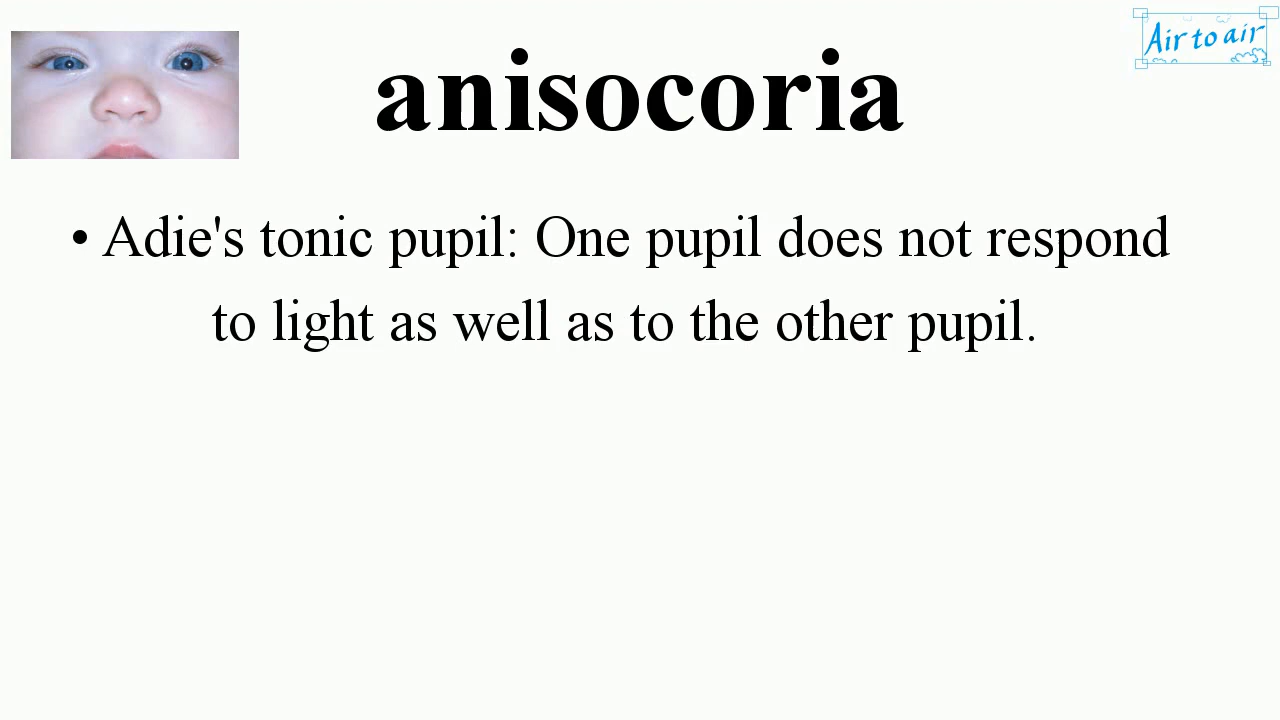 Air to air
anisocoria
• Adie's tonic pupil: One pupil does not respond
to light as well as to the other pupil.